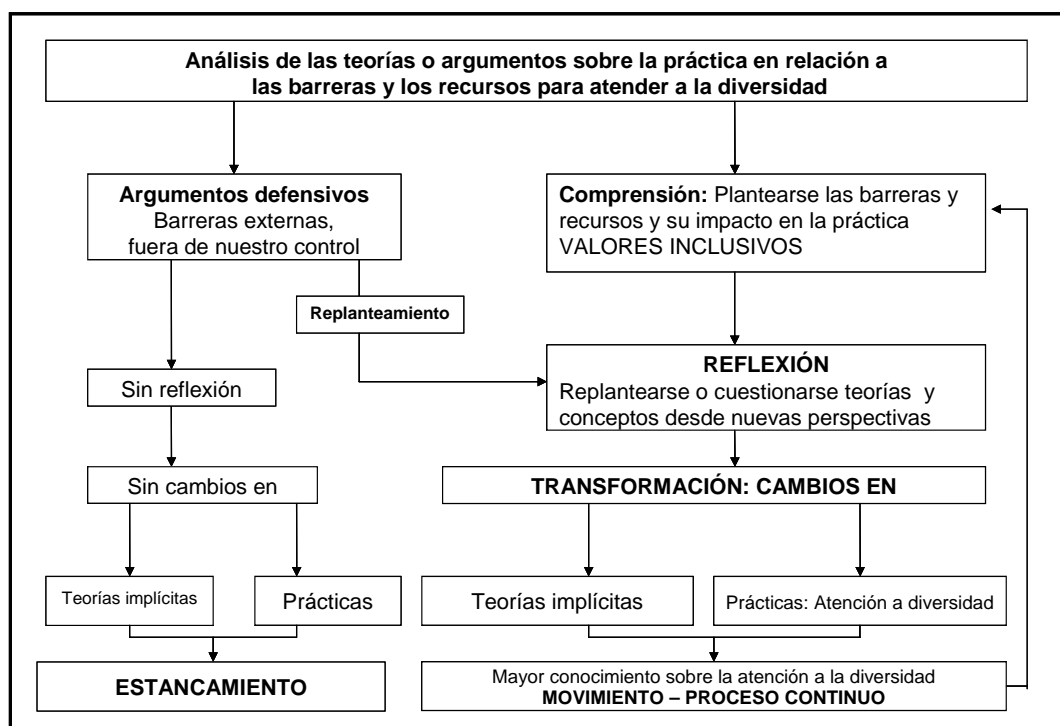 Análisis de las teorías o argumentos sobre la práctica en relación a
las barreras y los recursos para atender a la diversidad
Argumentos defensivos
Barreras externas,
fuera de nuestro control
Comprensión: Plantearse las barreras y
recursos y su impacto en la práctica
VALORES INCLUSIVOS
Replanteamiento
REFLEXIÓN
Replantearse o cuestionarse teorías y
conceptos desde nuevas perspectivas
Sin reflexión
Sin cambios en
TRANSFORMACIÓN: CAMBIOS EN
Teorías implícitas
Prácticas
Teorías implícitas
Prácticas: Atención a diversidad
ESTANCAMIENTO
Mayor conocimiento sobre la atención a la diversidad
MOVIMIENTO – PROCESO CONTINUO